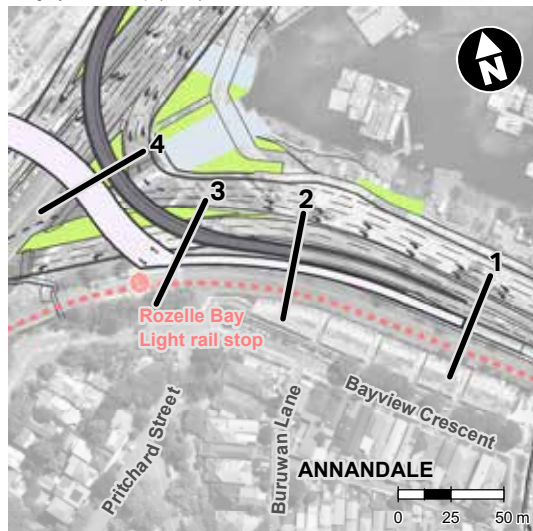 N
4
3
2
1
Rozelle Bay
Light rail stop
Bayview Crescent
Pritchard Street
Buruwan Lane
ANNANDALE
0 25 50 m